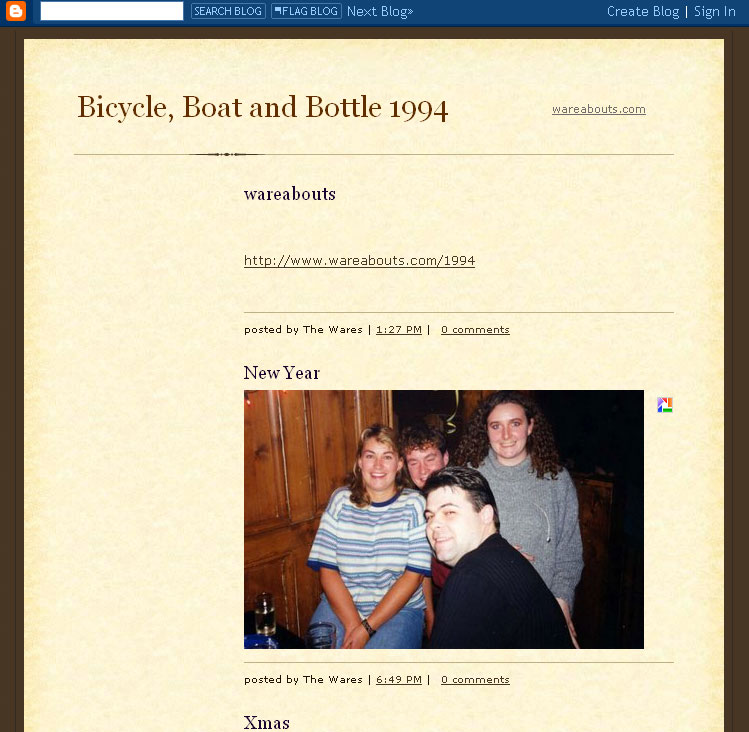 SEARCH BLOG FLAG BLOG Next Blog» Create Blog | Sign In
Bicycle, Boat and Bottle 1994
wareabouts.com
wareabouts
http://www.wareabouts.com/1994
posted by The Wares | 1:27 PM | 0 comments
New Year
posted by The Wares | 6:49 PM | 0 comments
Xmas